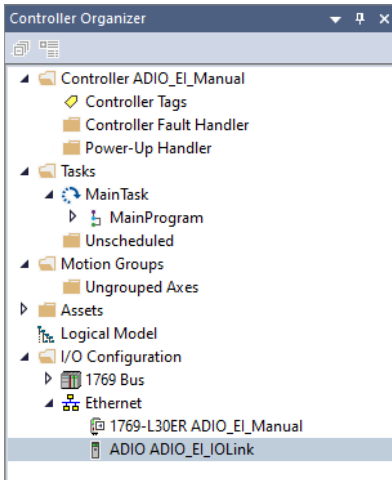 Controller Organizer
Controller ADIO_EI_Manual
Controller Tags
Controller Fault Handler
Power-Up Handler
Tasks
MainTask
MainProgram
Unscheduled
Motion Groups
Ungrouped Axes
Assets
Logical Model
I/O Configuration
1769 Bus
Ethernet
1769-L30ER ADIO_EI_Manual
ADIO ADIO_EI_IOLink